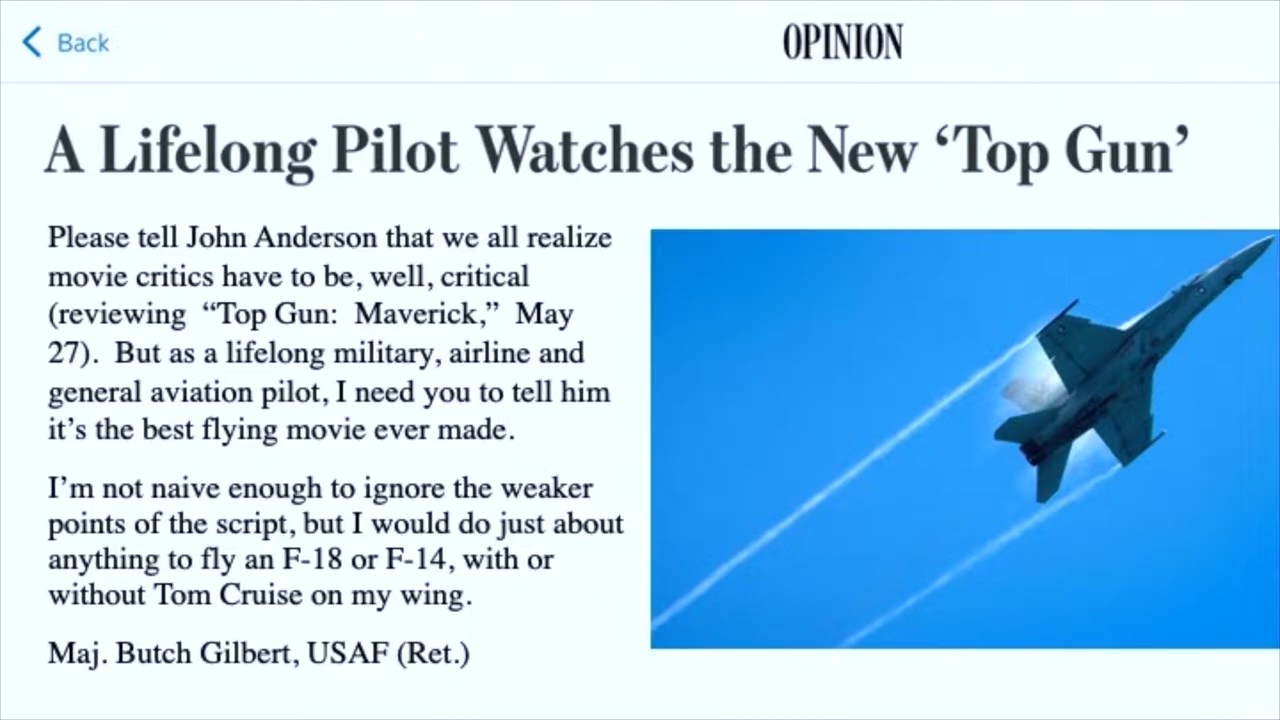 Back
OPINION
A Lifelong Pilot Watches the New ‘Top Gun’
Please tell John Anderson that we all realize
movie critics have to be, well, critical
(reviewing “Top Gun: Maverick,” May
27). But as a lifelong military, airline and
general aviation pilot, I need you to tell him
it’s the best flying movie ever made.
I’m not naive enough to ignore the weaker
points of the script, but I would do just about
anything to fly an F-18 or F-14, with or
without Tom Cruise on my wing.
Maj. Butch Gilbert, USAF (Ret.)